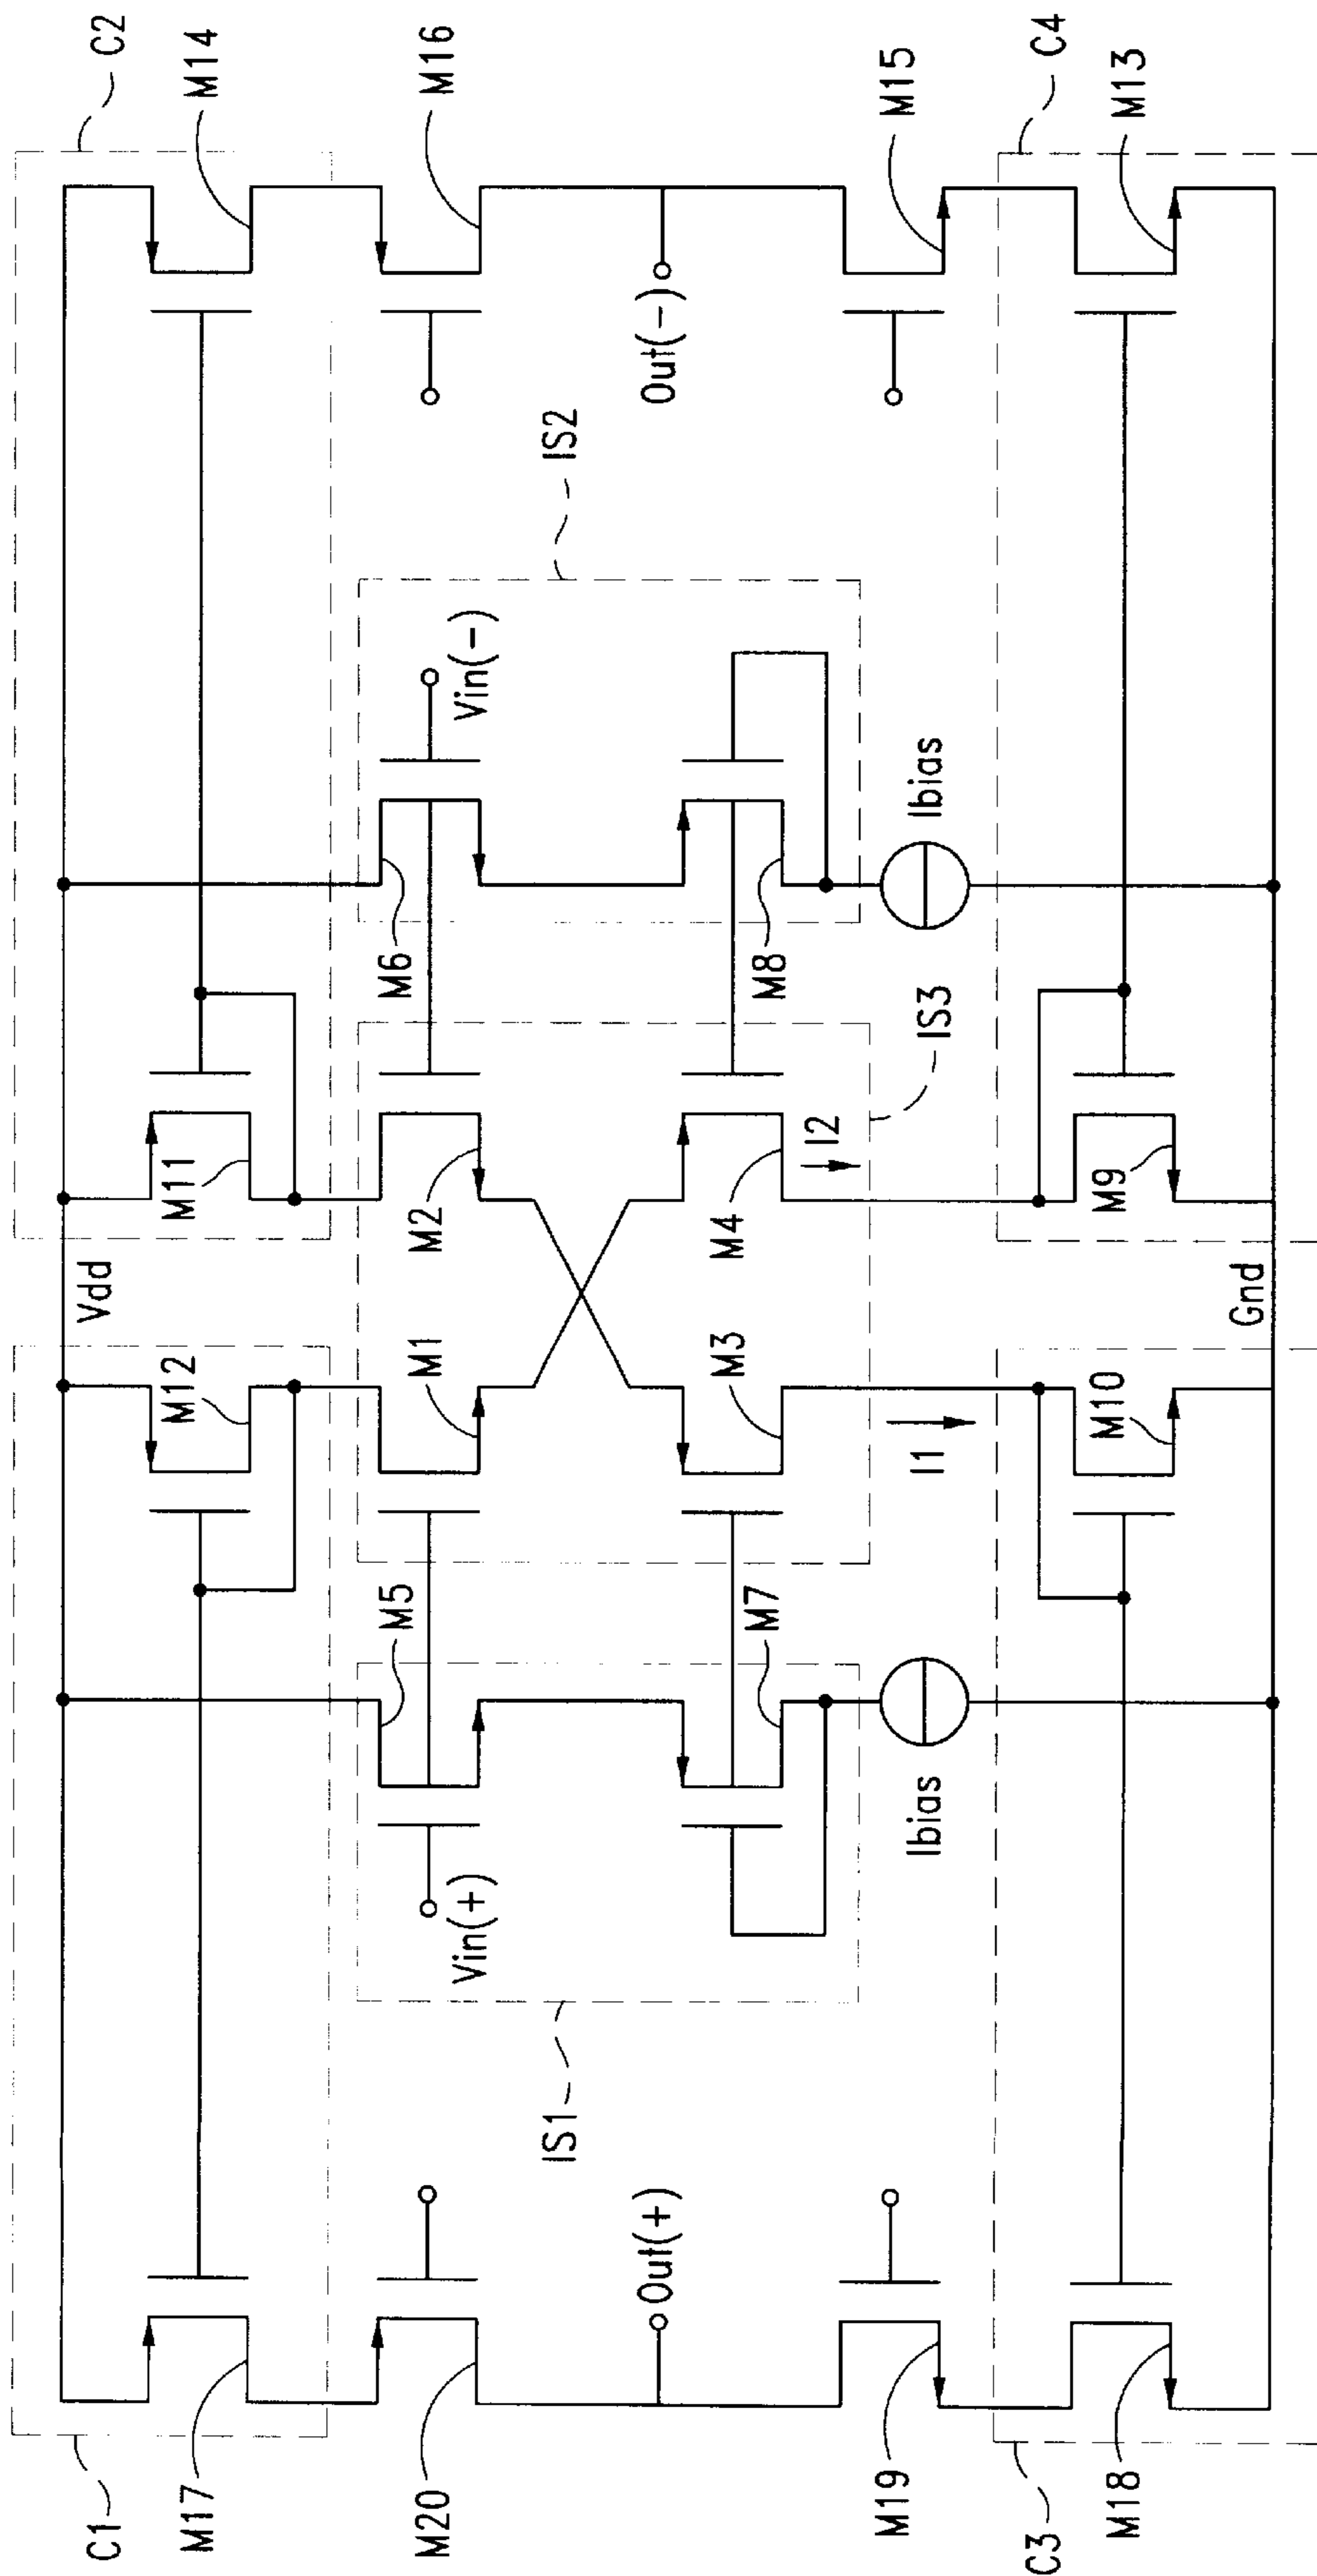 C1
C2
M17
M12
Vdd
M11
M14
M20
M5
M1
M2
M6
M16
Vin(+)
Vin(-)
IS1
IS2
Out(+)
Out(-)
M7
M3
M4
M8
M19
I1
I2
IS3
M15
Ibias
Ibias
C3
C4
M18
M10
Gnd
M9
M13